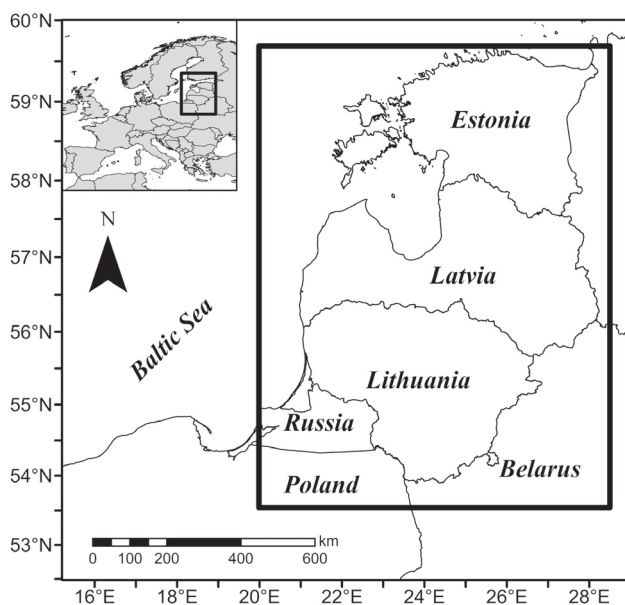 60°N
59°N
58°N
57°N
56°N
55°N
54°N
53°N
N
Baltic Sea
Estonia
Latvia
Lithuania
Russia
Poland
Belarus
km
0 100 200 400 600
16°E 18°E 20°E 22°E 24°E 26°E 28°E